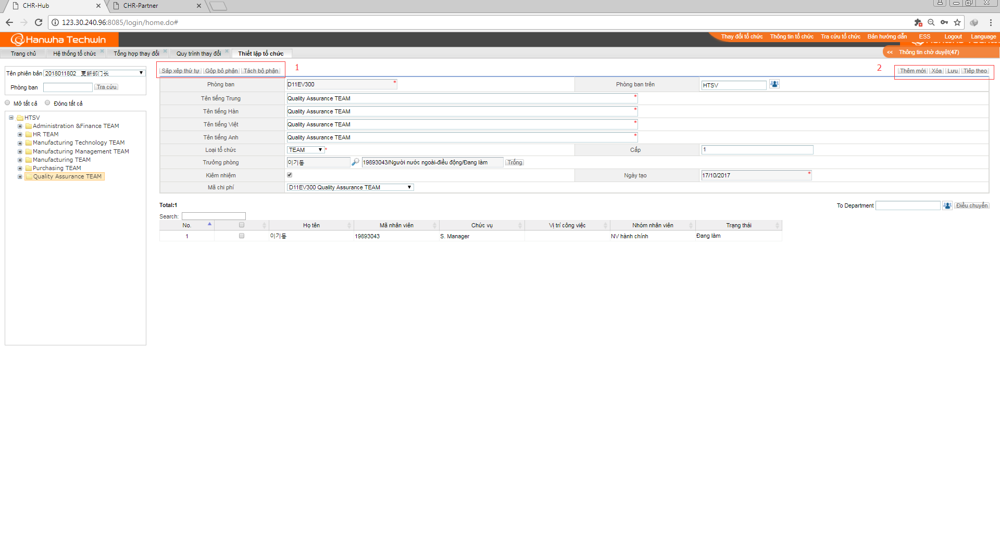 CHR-Hub
CHR-Partner
123.30.240.96:8085/login/home.do#
Hanwha Techwin
Thay đổi tổ chức Thông tin tổ chức Tra cứu tổ chức Bản hướng dẫn ESS Logout Language
Trang chủ Hệ thống tổ chức Tổng hợp thay đổi Quy trình thay đổi Thiết lập tổ chức
<< Thông tin chờ duyệt(47)
Tên phiên bản 2018011802 更新部门长
Phòng ban Tra cứu
Mở tất cả Đóng tất cả
HTSV
Administration &Finance TEAM
HR TEAM
Manufacturing Technology TEAM
Manufacturing Management TEAM
Manufacturing TEAM
Purchasing TEAM
Quality Assurance TEAM
Sắp xếp thứ tự Gộp bộ phận Tách bộ phận 1
2 Thêm mới Xóa Lưu Tiếp theo
Phòng ban D11EV300 * Phòng ban trên HTSV
Tên tiếng Trung Quality Assurance TEAM *
Tên tiếng Hàn Quality Assurance TEAM *
Tên tiếng Việt Quality Assurance TEAM *
Tên tiếng Anh Quality Assurance TEAM *
Loại tổ chức TEAM * Cấp 1
Trưởng phòng 이기동 19893043/Người nước ngoài-điều động/Đang làm Trống
Kiêm nhiệm Ngày tạo 17/10/2017 *
Mã chi phí D11EV300 Quality Assurance TEAM
Total:1 To Department Điều chuyển
Search:
No. Họ tên Mã nhân viên Chức vụ Vị trí công việc Nhóm nhân viên Trạng thái
1 이기동 19893043 S. Manager NV hành chính Đang làm